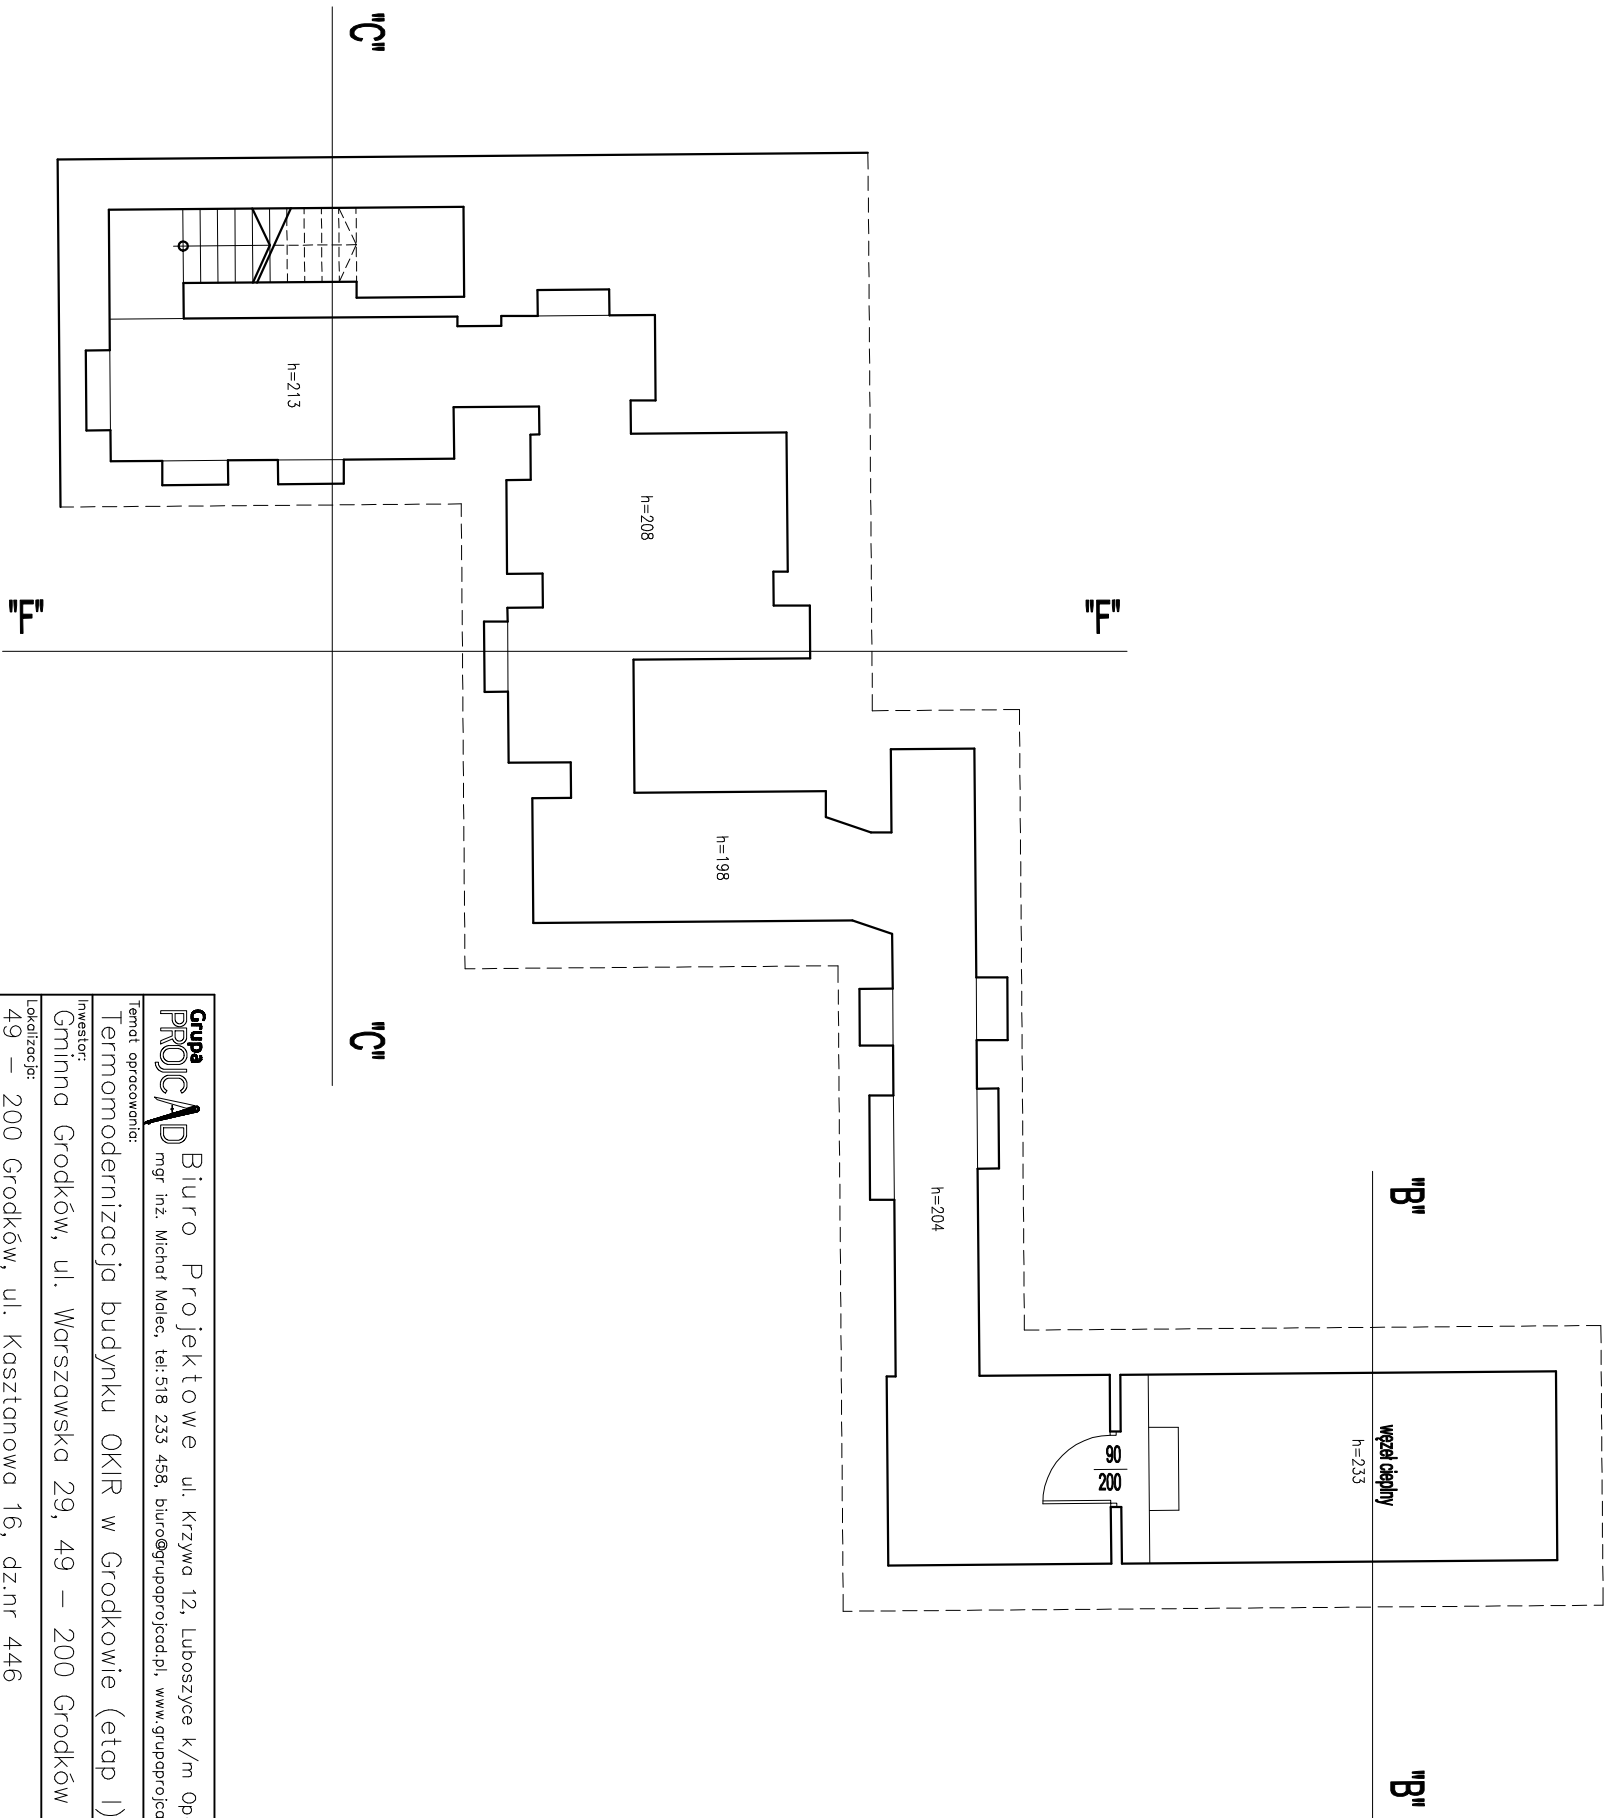 "B"
"B"
węzeł cieplny
h=233
90
200
"F"
"F"
h=204
h=198
h=208
"C"
"C"
h=213
Grupa
PROJCAD
Biuro Projektowe ul. Krzywa 12, Luboszyce k/m Op
mgr inż. Michał Malec, tel:518 233 458, biuro@grupaprojcad.pl, www.grupaprojca
Temat opracowania:
Termomodernizacja budynku OKIR w Grodkowie (etap I)
Inwestor:
Gminna Grodków, ul. Warszawska 29, 49 – 200 Grodków
Lokalizacja:
49 – 200 Grodków, ul. Kasztanowa 16, dz.nr 446